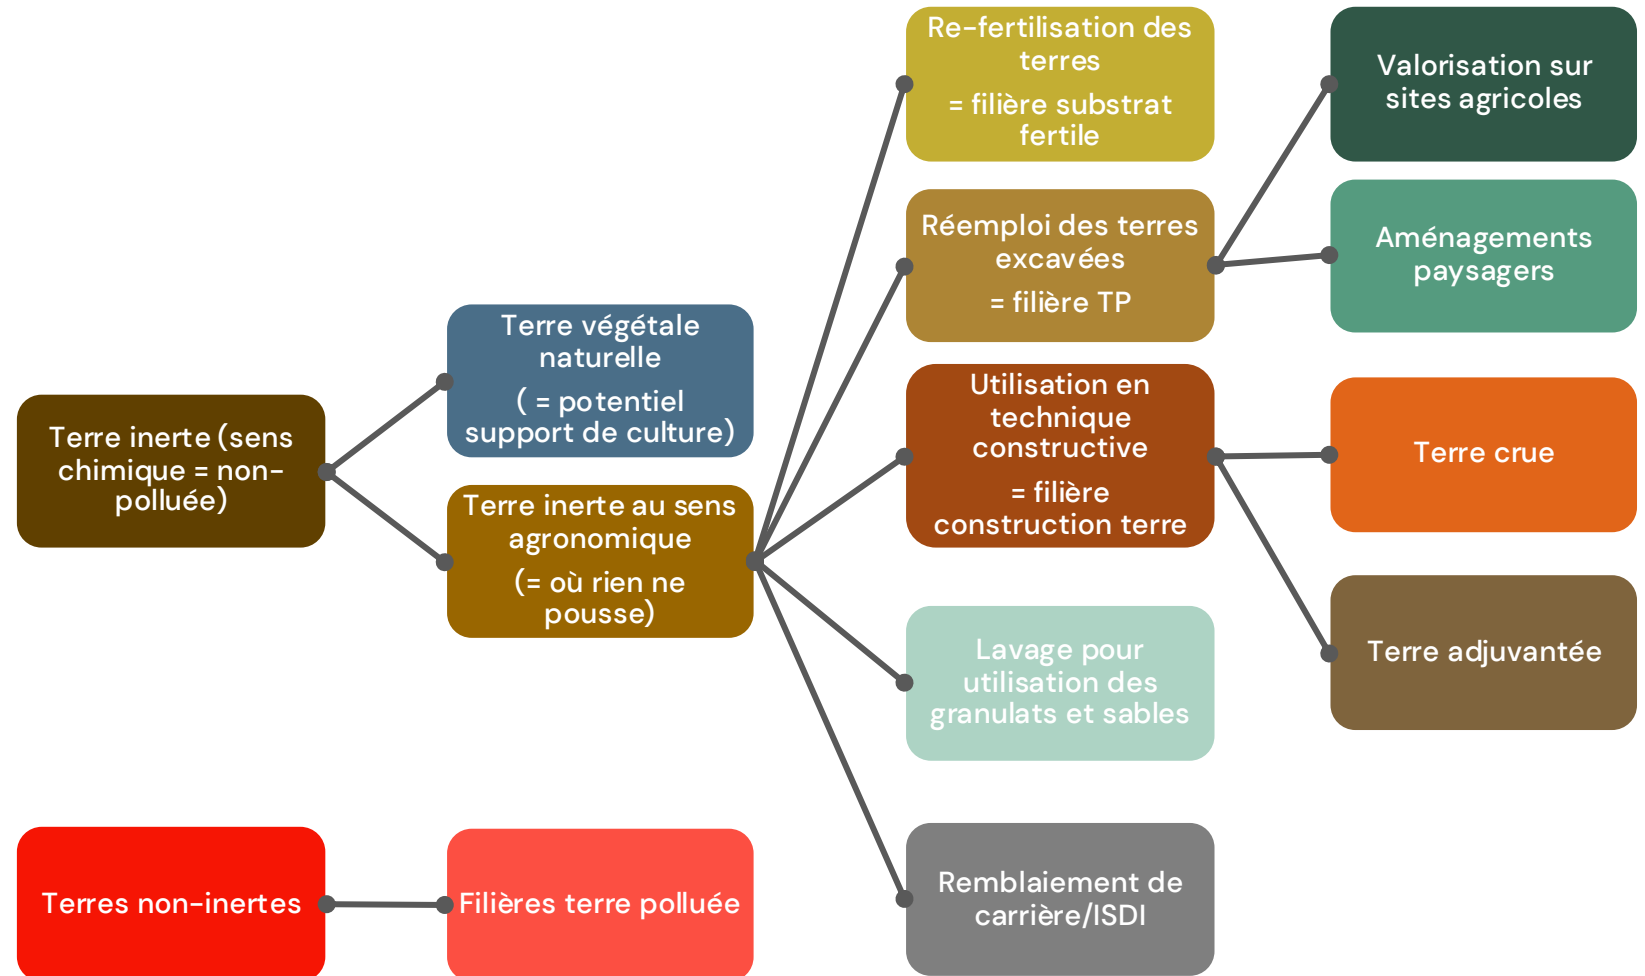 Terre inerte (sens
chimique = non-
polluée)
Terre végétale
naturelle
( = potentiel
support de culture)
Terre inerte au sens
agronomique
(= où rien ne
pousse)
Re-fertilisation des
terres
= filière substrat
fertile
Réemploi des terres
excavées
= filière TP
Utilisation en
technique
constructive
= filière
construction terre
Lavage pour
utilisation des
granulats et sables
Remblaiement de
carrière/ISDI
Valorisation sur
sites agricoles
Aménagements
paysagers
Terre crue
Terre adjuvantée
Terres non-inertes
Filières terre polluée